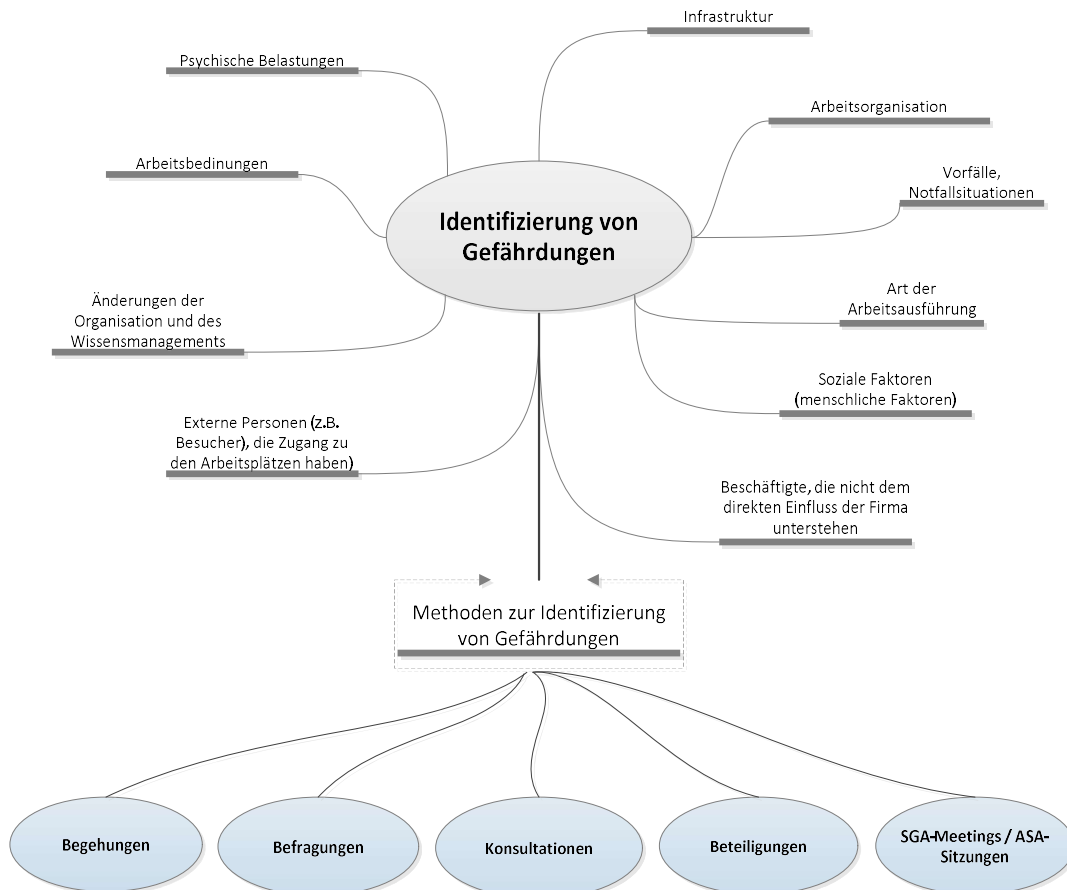 Infrastruktur
Psychische Belastungen
Arbeitsorganisation
Arbeitsbedinungen
Vorfälle,
Notfallsituationen
Identifizierung von
Gefährdungen
Änderungen der
Organisation und des
Wissensmanagements
Art der
Arbeitsausführung
Soziale Faktoren
(menschliche Faktoren)
Externe Personen (z.B.
Besucher), die Zugang zu
den Arbeitsplätzen haben)
Beschäftigte, die nicht dem
direkten Einfluss der Firma
unterstehen
Methoden zur Identifizierung
von Gefährdungen
Begehungen
Befragungen
Konsultationen
Beteiligungen
SGA-Meetings / ASA-
Sitzungen